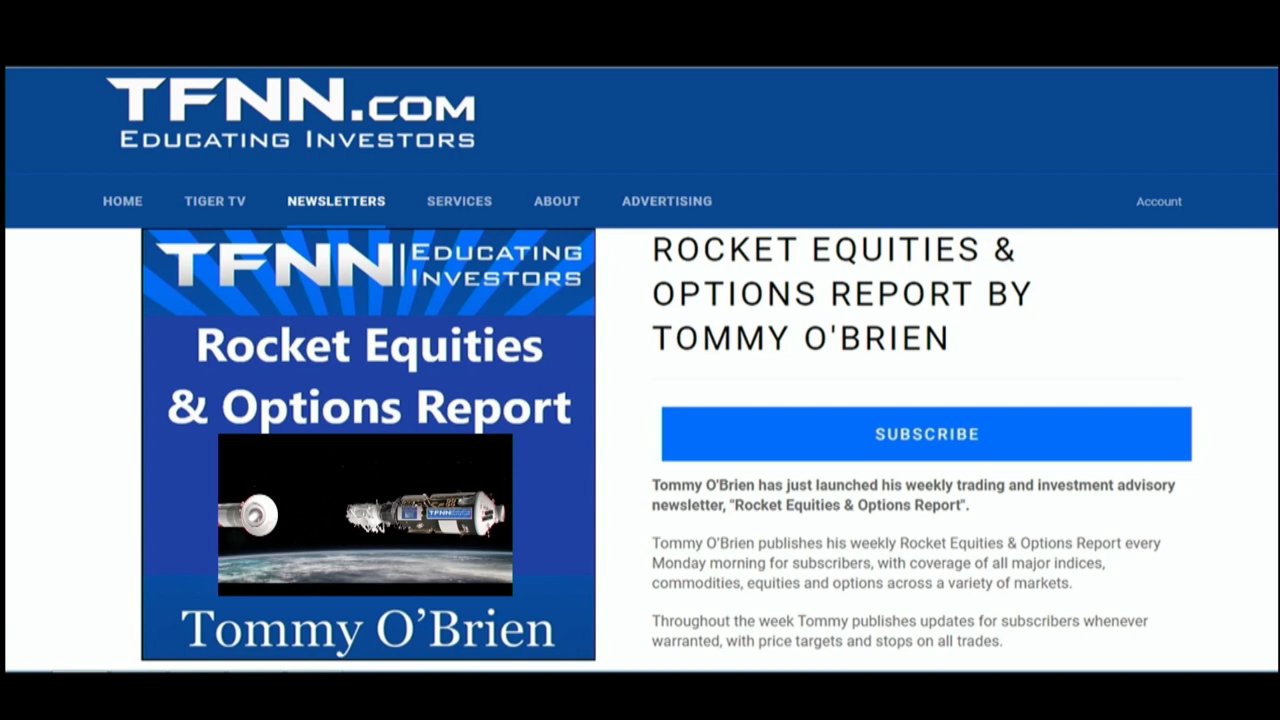 TFNN.COM
EDUCATING INVESTORS
HOME TIGER TV NEWSLETTERS SERVICES ABOUT ADVERTISING Account
TFNN EDUCATING
INVESTORS
Rocket Equities
& Options Report
TFNN
Tommy O’Brien
ROCKET EQUITIES &
OPTIONS REPORT BY
TOMMY O'BRIEN
SUBSCRIBE
Tommy O'Brien has just launched his weekly trading and investment advisory
newsletter, "Rocket Equities & Options Report".
Tommy O'Brien publishes his weekly Rocket Equities & Options Report every
Monday morning for subscribers, with coverage of all major indices,
commodities, equities and options across a variety of markets.
Throughout the week Tommy publishes updates for subscribers whenever
warranted, with price targets and stops on all trades.